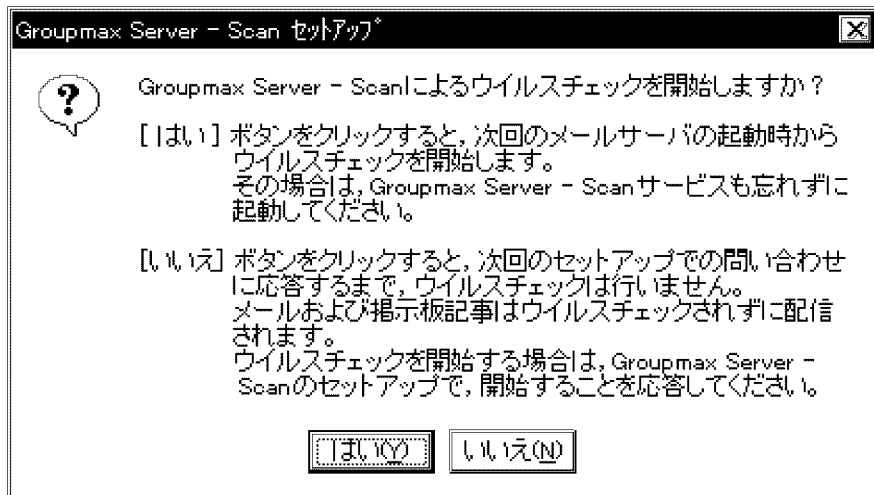 Groupmax Server - Scan ｾｯﾄｱｯﾌﾟ
Groupmax Server - Scanによるウイルスチェックを開始しますか？
[はい] ボタンをクリックすると，次回のメールサーバの起動時から
ウイルスチェックを開始します。
その場合は，Groupmax Server - Scanサービスも忘れずに
起動してください。
[いいえ] ボタンをクリックすると，次回のセットアップでの問い合わせ
に応答するまで，ウイルスチェックは行いません。
メールおよび掲示板記事はウイルスチェックされずに配信
されます。
ウイルスチェックを開始する場合は，Groupmax Server -
Scanのセットアップで，開始することを応答してください。
はい(Y)
いいえ(N)